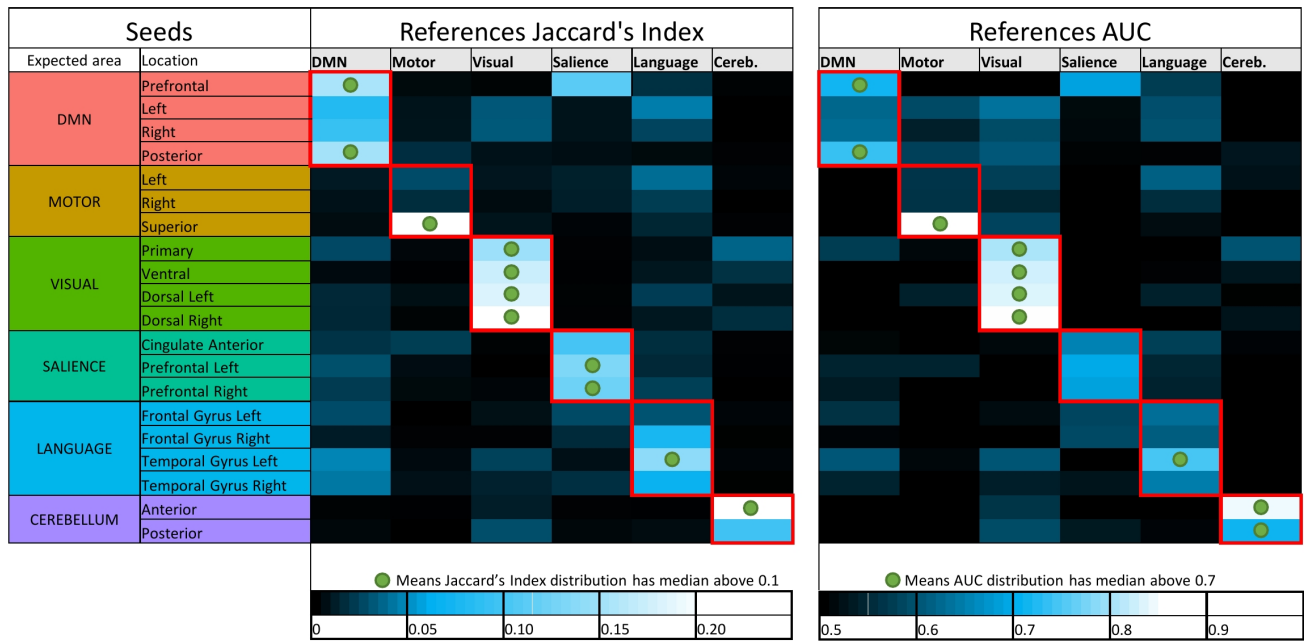 Seeds References Jaccard's Index References AUC
Expected area Location DMN Motor Visual Salience Language Cereb. DMN Motor Visual Salience Language Cereb.
DMN
Prefrontal
Left
Right
Posterior
MOTOR
Left
Right
Superior
VISUAL
Primary
Ventral
Dorsal Left
Dorsal Right
SALIENCE
Cingulate Anterior
Prefrontal Left
Prefrontal Right
LANGUAGE
Frontal Gyrus Left
Frontal Gyrus Right
Temporal Gyrus Left
Temporal Gyrus Right
CEREBELLUM
Anterior
Posterior
Means Jaccard's Index distribution has median above 0.1
0 0.05 0.10 0.15 0.20
Means AUC distribution has median above 0.7
0.5 0.6 0.7 0.8 0.9